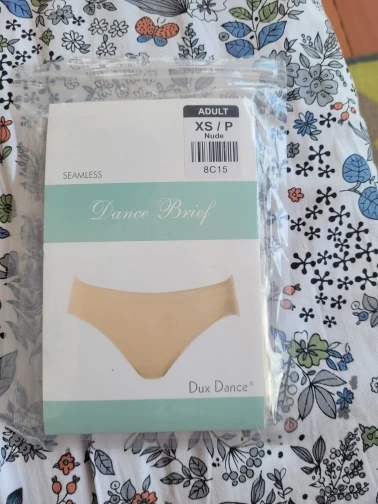 ADULT
XS / P
Nude
8C15
SEAMLESS
Dance Brief
Dux Dance®